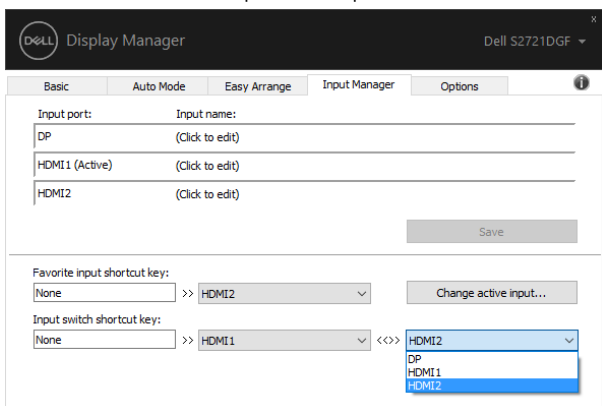 DELL Display Manager
x
Dell S2721DGF
Basic Auto Mode Easy Arrange Input Manager Options
Input port: Input name:
DP (Click to edit)
HDMI1 (Active) (Click to edit)
HDMI2 (Click to edit)
Save
Favorite input shortcut key:
None >> HDMI2 Change active input...
Input switch shortcut key:
None >> HDMI1 <<>> HDMI2
DP
HDMI1
HDMI2